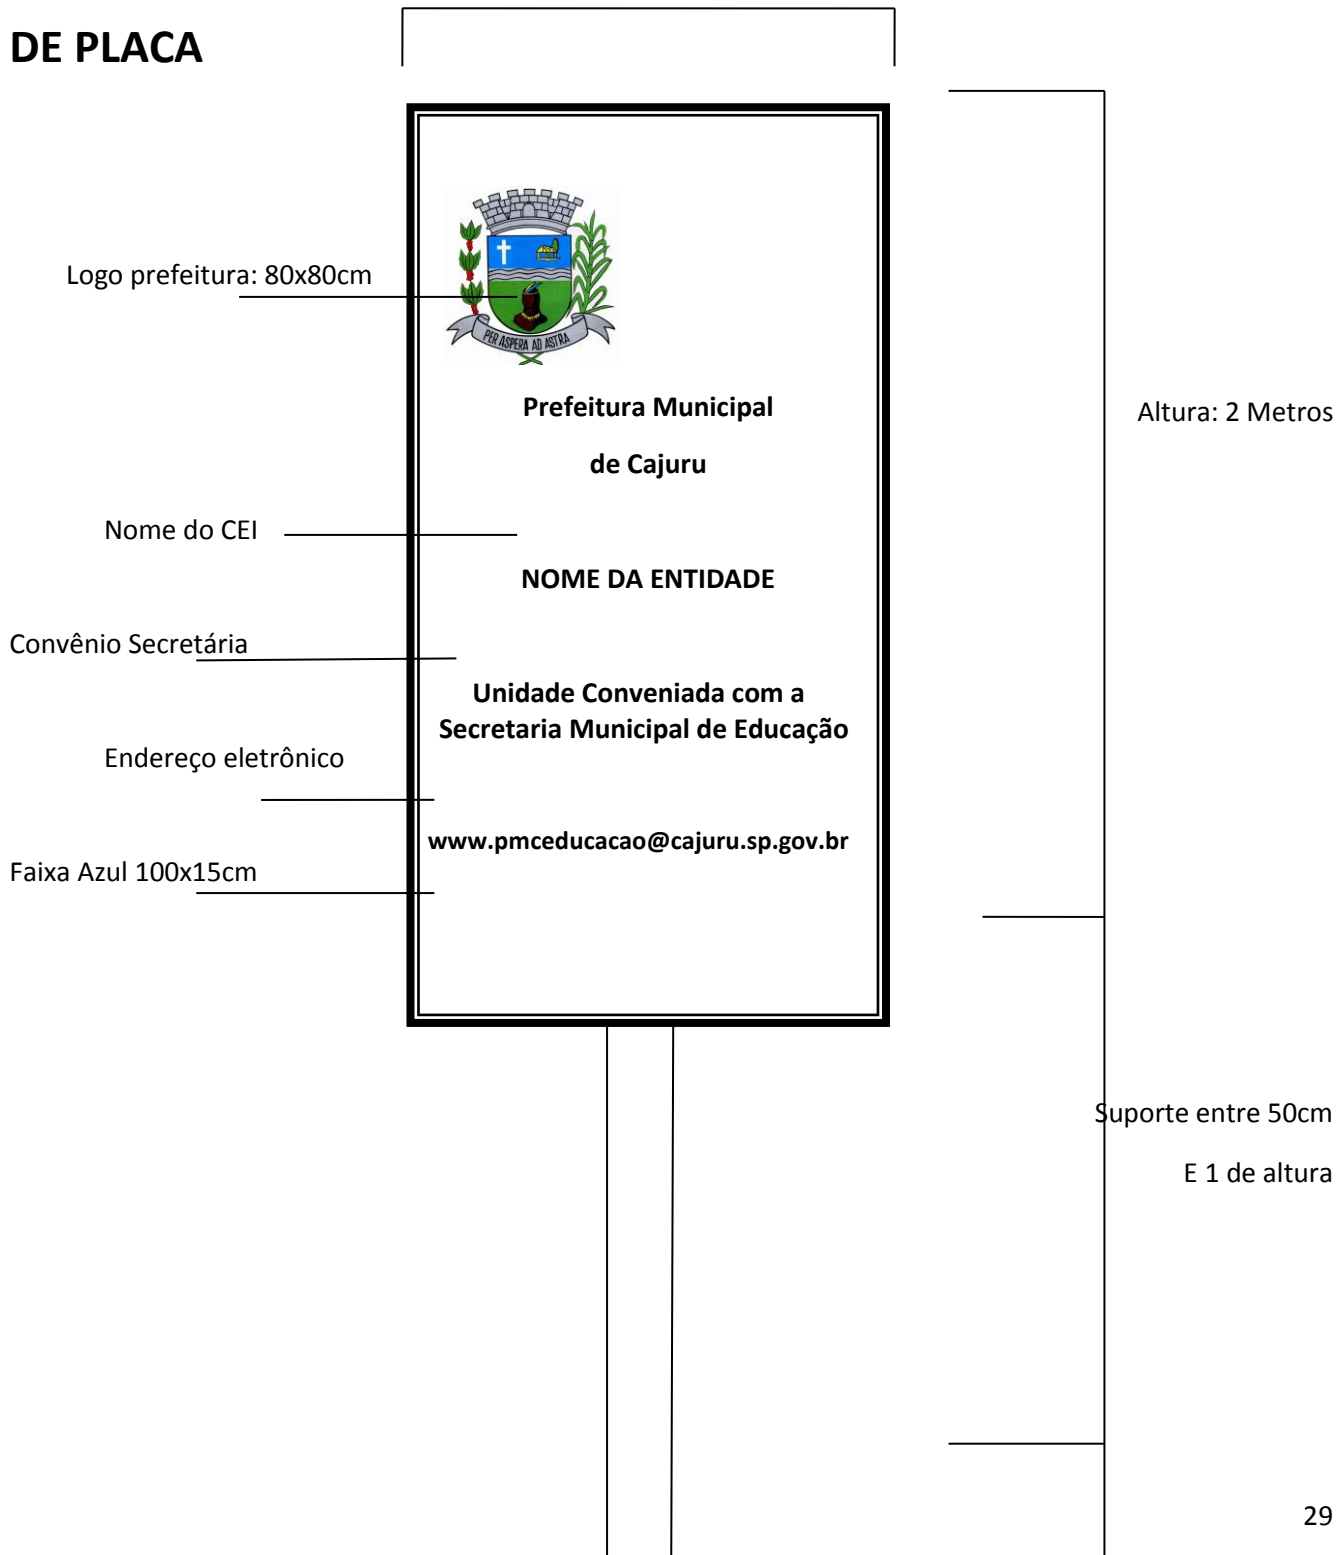 DE PLACA
Logo prefeitura: 80x80cm
PER ASPERA AD ASTRA
Prefeitura Municipal
Altura: 2 Metros
de Cajuru
Nome do CEI
NOME DA ENTIDADE
Convênio Secretária
Unidade Conveniada com a
Secretaria Municipal de Educação
Endereço eletrônico
www.pmceducacao@cajuru.sp.gov.br
Faixa Azul 100x15cm
Suporte entre 50cm
E 1 de altura
29